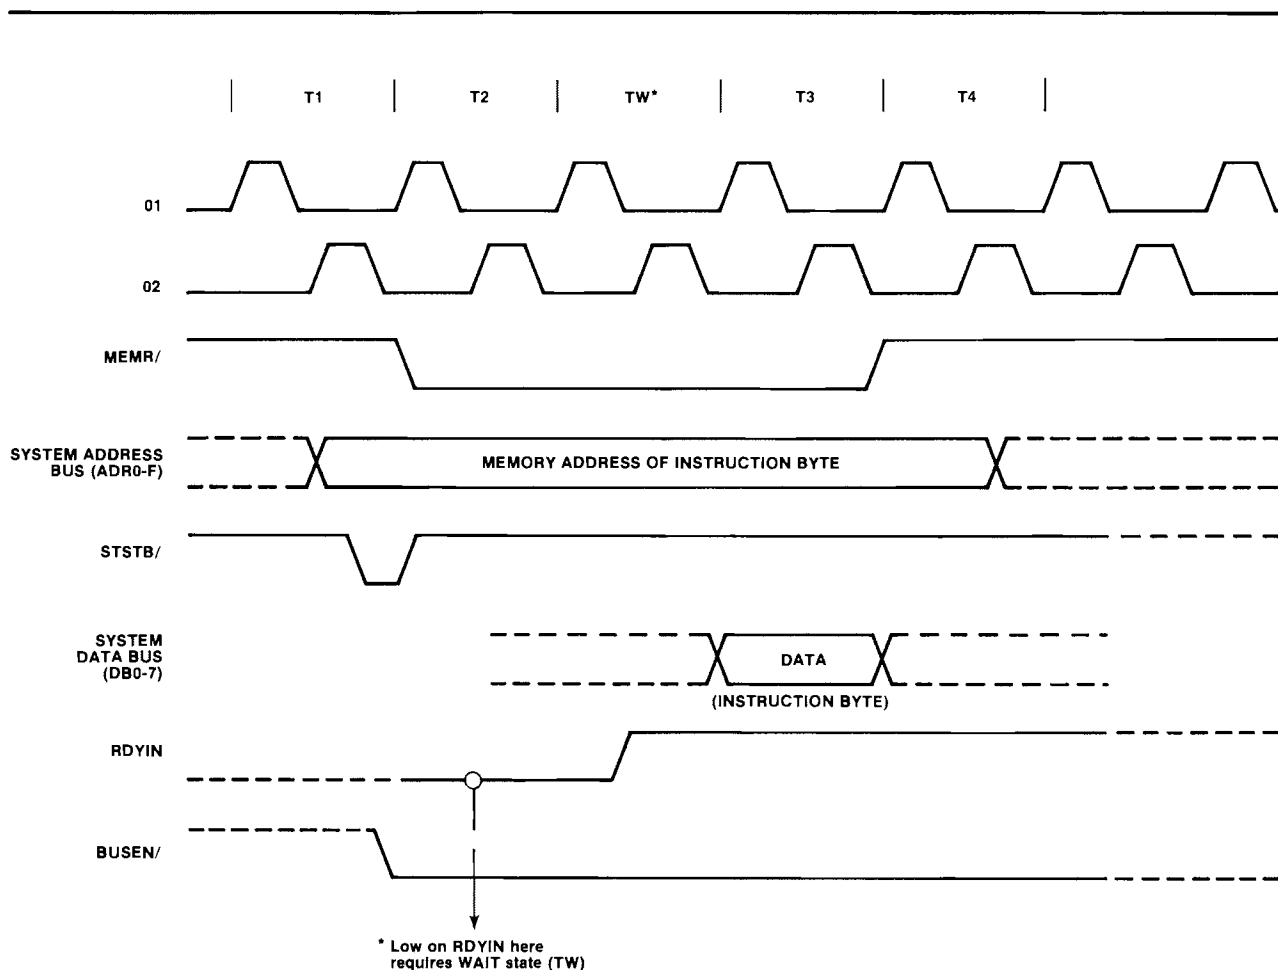 T1 T2 TW* T3 T4
01
02
MEMR/
SYSTEM ADDRESS
BUS (ADR0-F)
MEMORY ADDRESS OF INSTRUCTION BYTE
STSTB/
SYSTEM
DATA BUS
(DB0-7)
DATA
(INSTRUCTION BYTE)
RDYIN
BUSEN/
* Low on RDYIN here
requires WAIT state (TW)